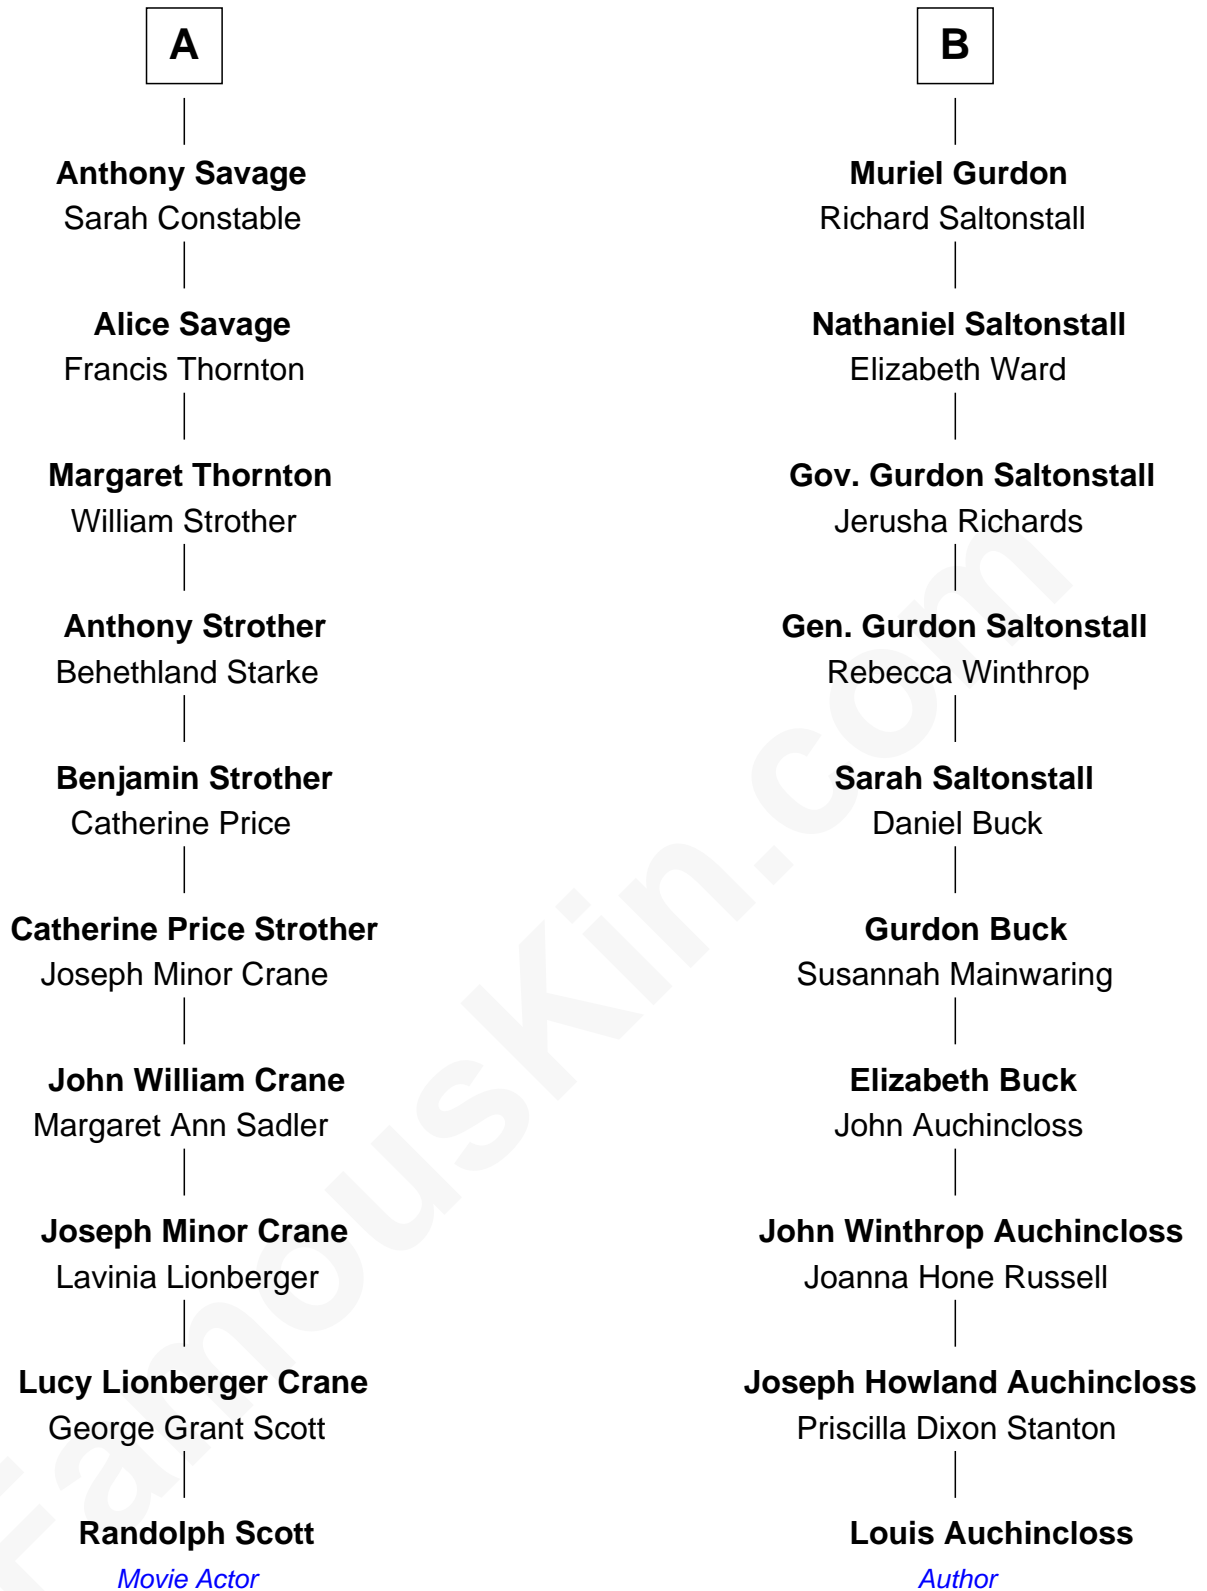 A
Anthony Savage
Sarah Constable
Alice Savage
Francis Thornton
Margaret Thornton
William Strother
Anthony Strother
Behethland Starke
Benjamin Strother
Catherine Price
Catherine Price Strother
Joseph Minor Crane
John William Crane
Margaret Ann Sadler
Joseph Minor Crane
Lavinia Lionberger
Lucy Lionberger Crane
George Grant Scott
Randolph Scott
Movie Actor
B
Muriel Gurdon
Richard Saltonstall
Nathaniel Saltonstall
Elizabeth Ward
Gov. Gurdon Saltonstall
Jerusha Richards
Gen. Gurdon Saltonstall
Rebecca Winthrop
Sarah Saltonstall
Daniel Buck
Gurdon Buck
Susannah Mainwaring
Elizabeth Buck
John Auchincloss
John Winthrop Auchincloss
Joanna Hone Russell
Joseph Howland Auchincloss
Priscilla Dixon Stanton
Louis Auchincloss
Author
FamousKin.com